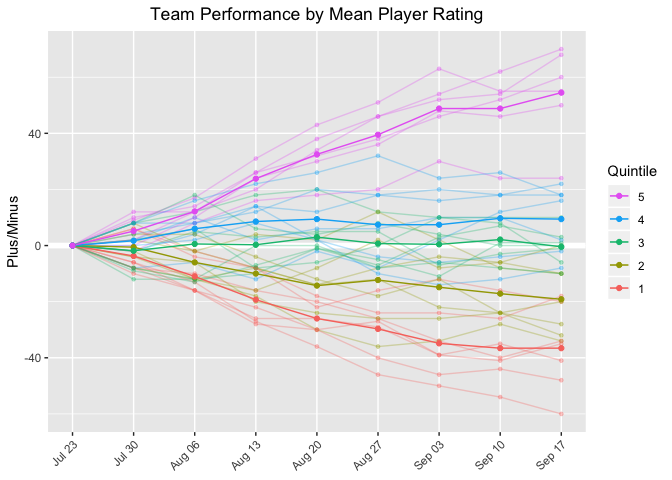 Team Performance by Mean Player Rating
Plus/Minus
40
0
-40
Jul 23
Jul 30
Aug 06
Aug 13
Aug 20
Aug 27
Sep 03
Sep 10
Sep 17
Quintile
5
4
3
2
1